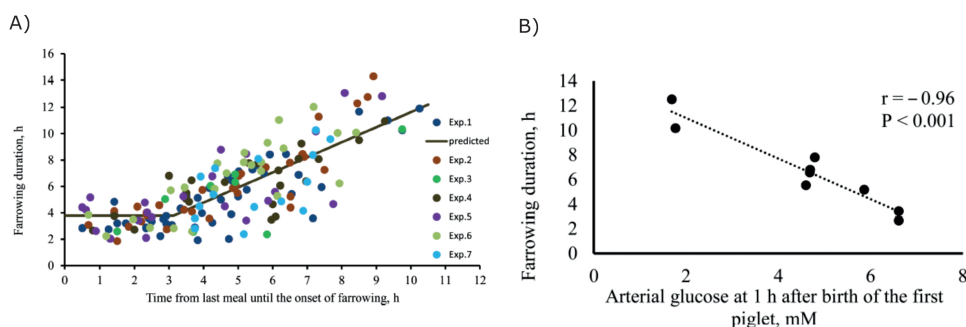 A)
Farrowing duration, h
16
14
12
10
8
6
4
2
0
0 1 2 3 4 5 6 7 8 9 10 11 12
Time from last meal until the onset of farrowing, h
Exp.1
predicted
Exp.2
Exp.3
Exp.4
Exp.5
Exp.6
Exp.7
B)
Farrowing duration, h
14
12
10
8
6
4
2
0
r = – 0.96
P < 0.001
0 2 4 6 8
Arterial glucose at 1 h after birth of the first
piglet, mM